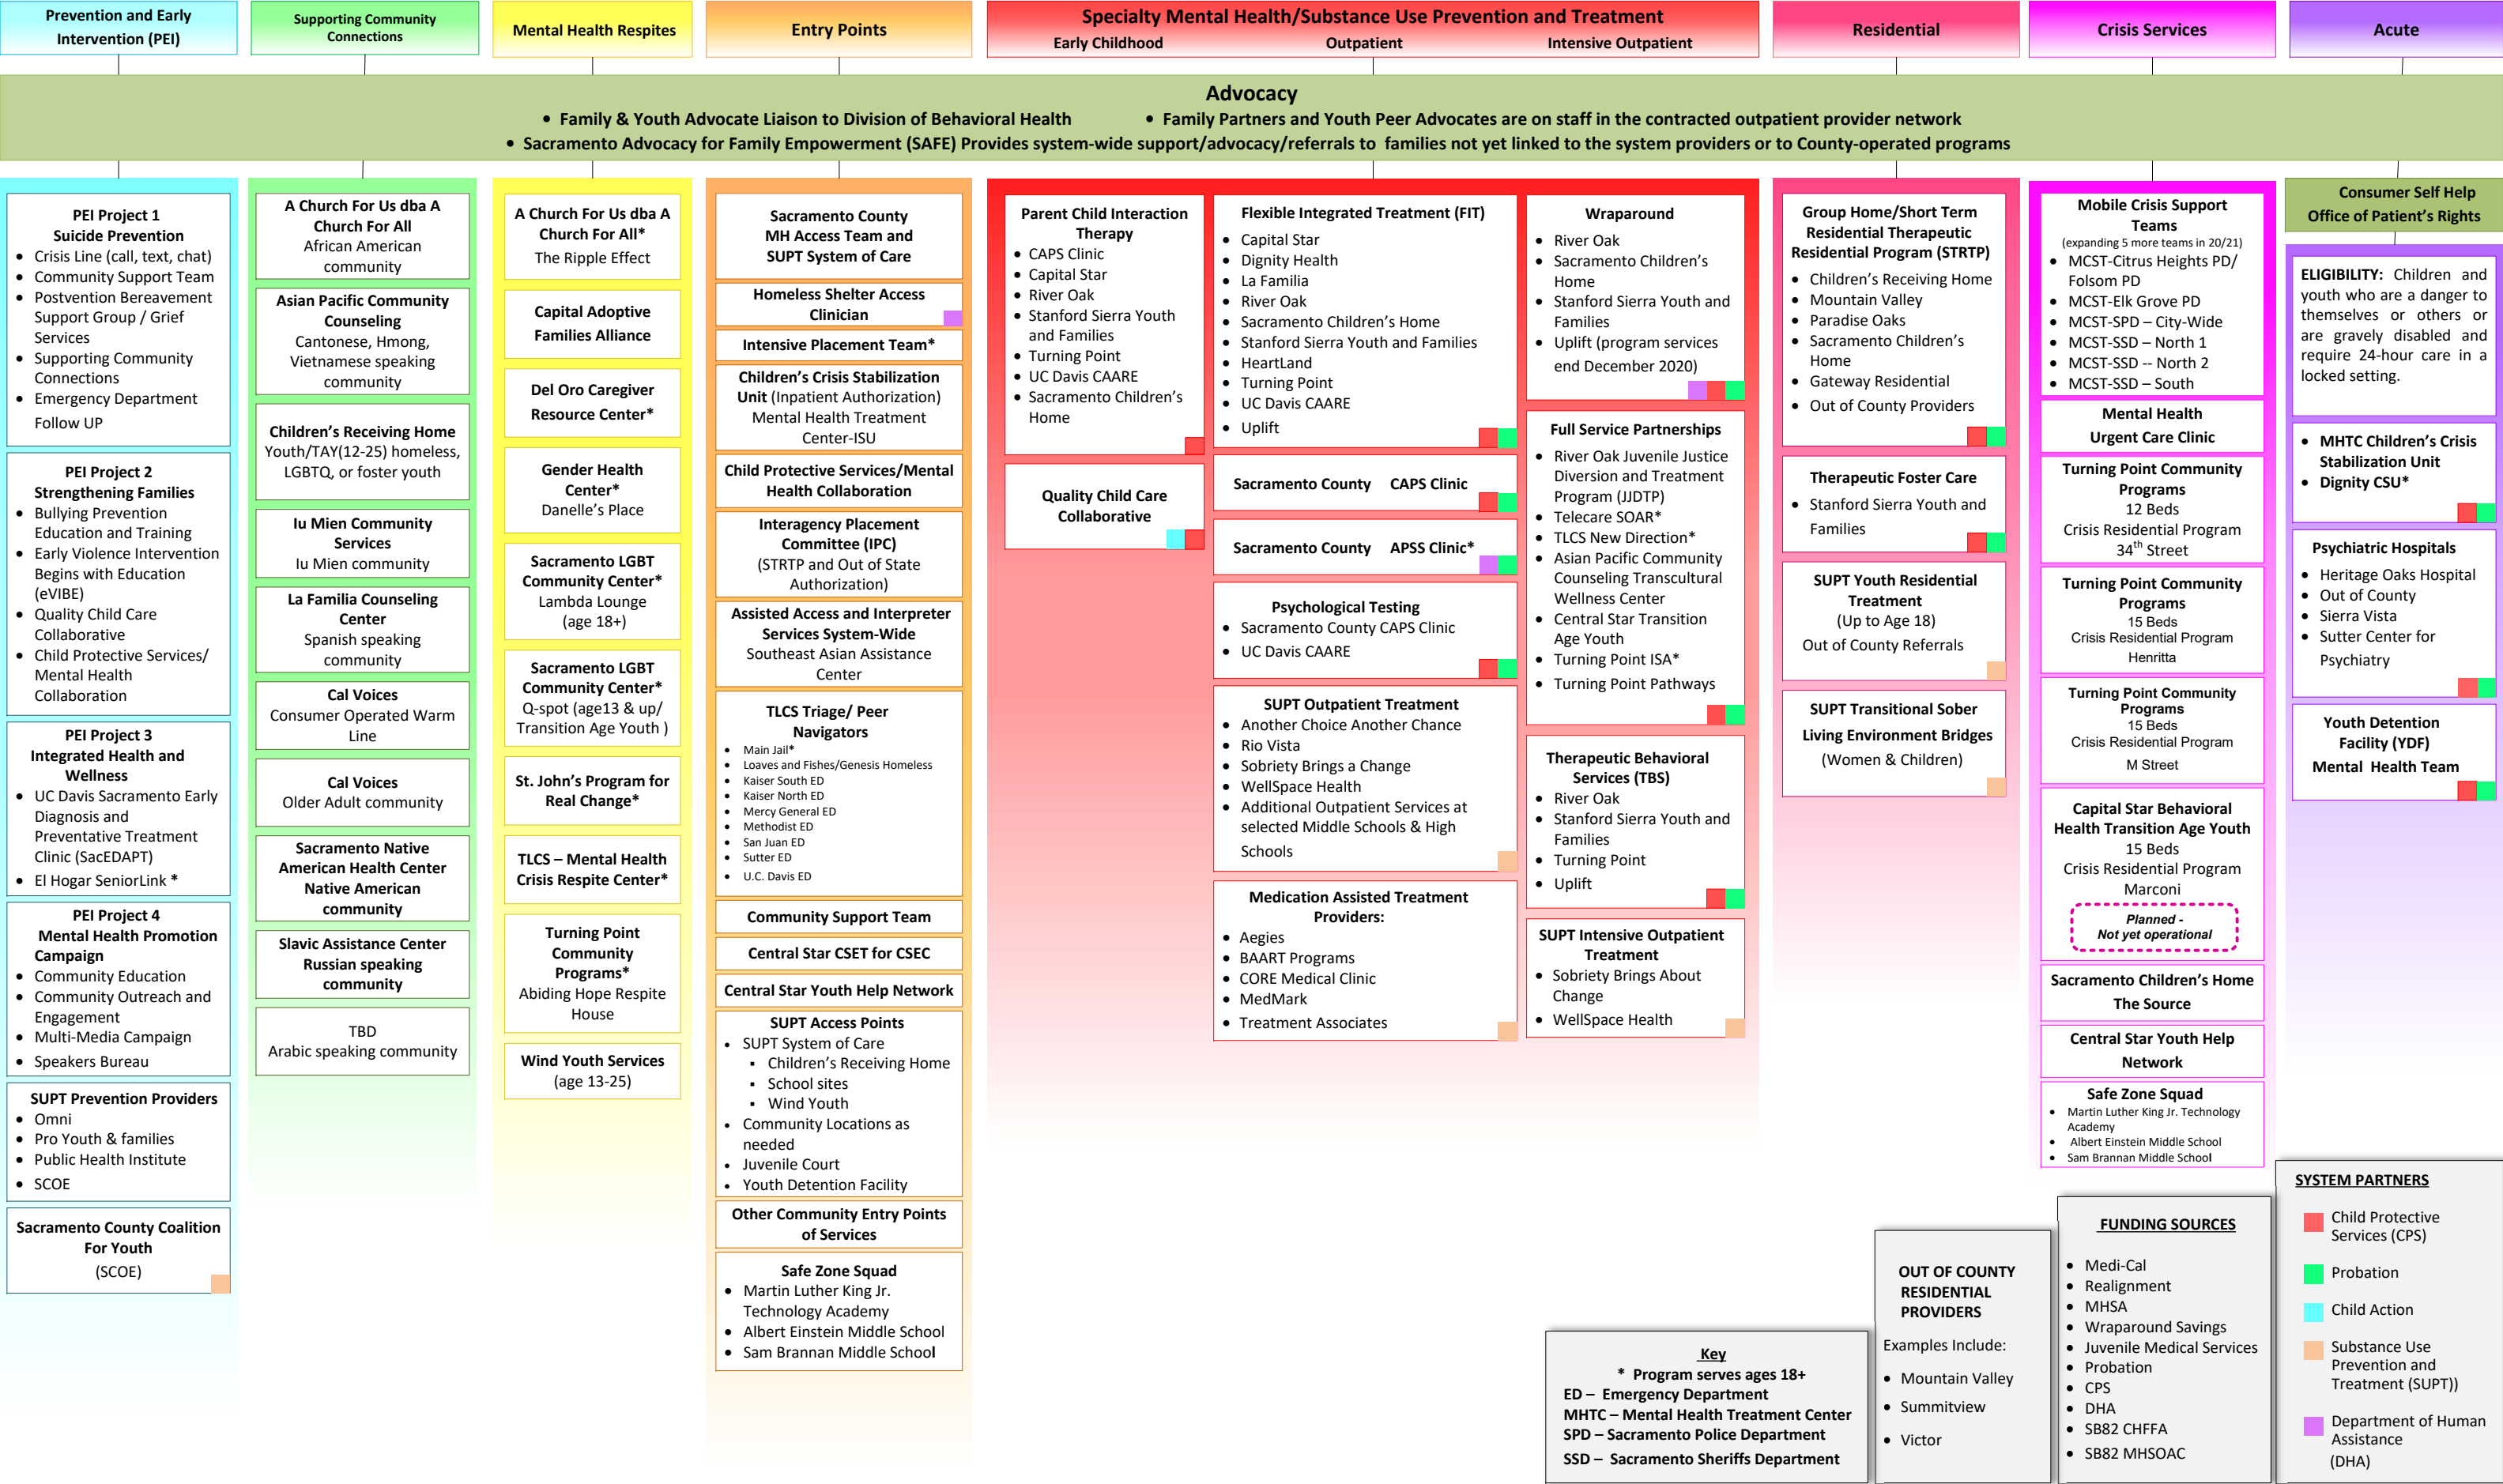 Prevention and Early
Intervention (PEI)
Supporting Community
Connections
Mental Health Respites
Entry Points
Specialty Mental Health/Substance Use Prevention and Treatment
Early Childhood
Outpatient
Intensive Outpatient
Residential
Crisis Services
Acute
Advocacy
• Family & Youth Advocate Liaison to Division of Behavioral Health
• Family Partners and Youth Peer Advocates are on staff in the contracted outpatient provider network
• Sacramento Advocacy for Family Empowerment (SAFE) Provides system-wide support/advocacy/referrals to families not yet linked to the system providers or to County-operated programs
PEI Project 1
Suicide Prevention
• Crisis Line (call, text, chat)
• Community Support Team
• Postvention Bereavement
Support Group / Grief
Services
• Supporting Community
Connections
• Emergency Department
Follow UP
PEI Project 2
Strengthening Families
• Bullying Prevention
Education and Training
• Early Violence Intervention
Begins with Education
(eVIBE)
• Quality Child Care
Collaborative
• Child Protective Services/
Mental Health
Collaboration
PEI Project 3
Integrated Health and
Wellness
• UC Davis Sacramento Early
Diagnosis and
Preventative Treatment
Clinic (SacEDAPT)
• El Hogar SeniorLink *
PEI Project 4
Mental Health Promotion
Campaign
• Community Education
• Community Outreach and
Engagement
• Multi-Media Campaign
• Speakers Bureau
SUPT Prevention Providers
• Omni
• Pro Youth & families
• Public Health Institute
• SCOE
Sacramento County Coalition
For Youth
(SCOE)
A Church For Us dba A
Church For All
African American
community
Asian Pacific Community
Counseling
Cantonese, Hmong,
Vietnamese speaking
community
Children's Receiving Home
Youth/TAY(12-25) homeless,
LGBTQ, or foster youth
Iu Mien Community
Services
Iu Mien community
La Familia Counseling
Center
Spanish speaking
community
Cal Voices
Consumer Operated Warm
Line
Cal Voices
Older Adult community
Sacramento Native
American Health Center
Native American
community
Slavic Assistance Center
Russian speaking
community
TBD
Arabic speaking community
A Church For Us dba A
Church For All*
The Ripple Effect
Capital Adoptive
Families Alliance
Del Oro Caregiver
Resource Center*
Gender Health
Center*
Danelle's Place
Sacramento LGBT
Community Center*
Lambda Lounge
(age 18+)
Sacramento LGBT
Community Center*
Q-spot (age13 & up/
Transition Age Youth )
St. John's Program for
Real Change*
TLCS – Mental Health
Crisis Respite Center*
Turning Point
Community
Programs*
Abiding Hope Respite
House
Wind Youth Services
(age 13-25)
Sacramento County
MH Access Team and
SUPT System of Care
Homeless Shelter Access
Clinician
Intensive Placement Team*
Children's Crisis Stabilization
Unit (Inpatient Authorization)
Mental Health Treatment
Center-ISU
Child Protective Services/Mental
Health Collaboration
Interagency Placement
Committee (IPC)
(STRTP and Out of State
Authorization)
Assisted Access and Interpreter
Services System-Wide
Southeast Asian Assistance
Center
TLCS Triage/ Peer
Navigators
• Main Jail*
• Loaves and Fishes/Genesis Homeless
• Kaiser South ED
• Kaiser North ED
• Mercy General ED
• Methodist ED
• San Juan ED
• Sutter ED
• U.C. Davis ED
Community Support Team
Central Star CSET for CSEC
Central Star Youth Help Network
SUPT Access Points
• SUPT System of Care
▪ Children's Receiving Home
▪ School sites
▪ Wind Youth
• Community Locations as
needed
• Juvenile Court
• Youth Detention Facility
Other Community Entry Points
of Services
Safe Zone Squad
• Martin Luther King Jr.
Technology Academy
• Albert Einstein Middle School
• Sam Brannan Middle School
Parent Child Interaction
Therapy
• CAPS Clinic
• Capital Star
• River Oak
• Stanford Sierra Youth
and Families
• Turning Point
• UC Davis CAARE
• Sacramento Children's
Home
Quality Child Care
Collaborative
Flexible Integrated Treatment (FIT)
• Capital Star
• Dignity Health
• La Familia
• River Oak
• Sacramento Children's Home
• Stanford Sierra Youth and Families
• HeartLand
• Turning Point
• UC Davis CAARE
• Uplift
Sacramento County CAPS Clinic
Sacramento County APSS Clinic*
Psychological Testing
• Sacramento County CAPS Clinic
• UC Davis CAARE
SUPT Outpatient Treatment
• Another Choice Another Chance
• Rio Vista
• Sobriety Brings a Change
• WellSpace Health
• Additional Outpatient Services at
selected Middle Schools & High
Schools
Medication Assisted Treatment
Providers:
• Aegies
• BAART Programs
• CORE Medical Clinic
• MedMark
• Treatment Associates
Wraparound
• River Oak
• Sacramento Children's
Home
• Stanford Sierra Youth and
Families
• Uplift (program services
end December 2020)
Full Service Partnerships
• River Oak Juvenile Justice
Diversion and Treatment
Program (JJDTP)
• Telecare SOAR*
• TLCS New Direction*
• Asian Pacific Community
Counseling Transcultural
Wellness Center
• Central Star Transition
Age Youth
• Turning Point ISA*
• Turning Point Pathways
Therapeutic Behavioral
Services (TBS)
• River Oak
• Stanford Sierra Youth and
Families
• Turning Point
• Uplift
SUPT Intensive Outpatient
Treatment
• Sobriety Brings About
Change
• WellSpace Health
Group Home/Short Term
Residential Therapeutic
Residential Program (STRTP)
• Children's Receiving Home
• Mountain Valley
• Paradise Oaks
• Sacramento Children's
Home
• Gateway Residential
• Out of County Providers
Therapeutic Foster Care
• Stanford Sierra Youth and
Families
SUPT Youth Residential
Treatment
(Up to Age 18)
Out of County Referrals
SUPT Transitional Sober
Living Environment Bridges
(Women & Children)
Mobile Crisis Support
Teams
(expanding 5 more teams in 20/21)
• MCST-Citrus Heights PD/
Folsom PD
• MCST-Elk Grove PD
• MCST-SPD – City-Wide
• MCST-SSD – North 1
• MCST-SSD -- North 2
• MCST-SSD – South
Mental Health
Urgent Care Clinic
Turning Point Community
Programs
12 Beds
Crisis Residential Program
34th Street
Turning Point Community
Programs
15 Beds
Crisis Residential Program
Henritta
Turning Point Community
Programs
15 Beds
Crisis Residential Program
M Street
Capital Star Behavioral
Health Transition Age Youth
15 Beds
Crisis Residential Program
Marconi
Planned -
Not yet operational
Sacramento Children's Home
The Source
Central Star Youth Help
Network
Safe Zone Squad
• Martin Luther King Jr. Technology
Academy
• Albert Einstein Middle School
• Sam Brannan Middle School
Consumer Self Help
Office of Patient's Rights
ELIGIBILITY: Children and
youth who are a danger to
themselves or others or
are gravely disabled and
require 24-hour care in a
locked setting.
• MHTC Children's Crisis
Stabilization Unit
• Dignity CSU*
Psychiatric Hospitals
• Heritage Oaks Hospital
• Out of County
• Sierra Vista
• Sutter Center for
Psychiatry
Youth Detention
Facility (YDF)
Mental Health Team
Key
* Program serves ages 18+
ED – Emergency Department
MHTC – Mental Health Treatment Center
SPD – Sacramento Police Department
SSD – Sacramento Sheriffs Department
OUT OF COUNTY
RESIDENTIAL
PROVIDERS
Examples Include:
• Mountain Valley
• Summitview
• Victor
FUNDING SOURCES
• Medi-Cal
• Realignment
• MHSA
• Wraparound Savings
• Juvenile Medical Services
• Probation
• CPS
• DHA
• SB82 CHFFA
• SB82 MHSOAC
SYSTEM PARTNERS
Child Protective
Services (CPS)
Probation
Child Action
Substance Use
Prevention and
Treatment (SUPT))
Department of Human
Assistance
(DHA)